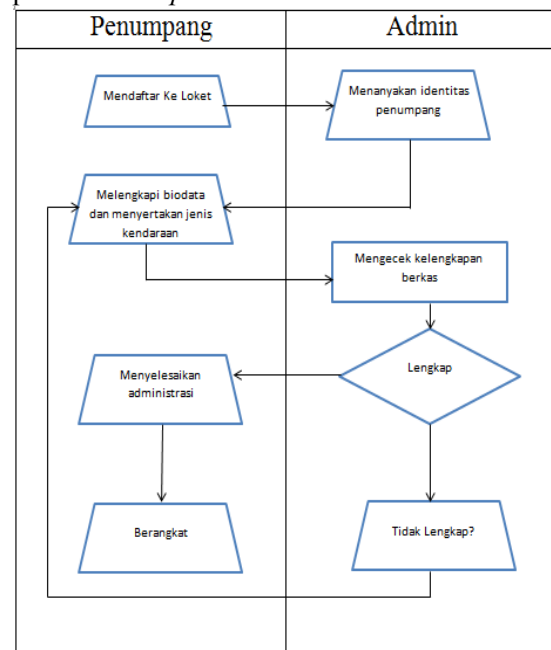 Penumpang
Admin
Mendaftar Ke Loket
Menanyakan identitas
penumpang
Melengkapi biodata
dan menyertakan jenis
kendaraan
Mengecek kelengkapan
berkas
Lengkap
Menyelesaikan
administrasi
Berangkat
Tidak Lengkap?